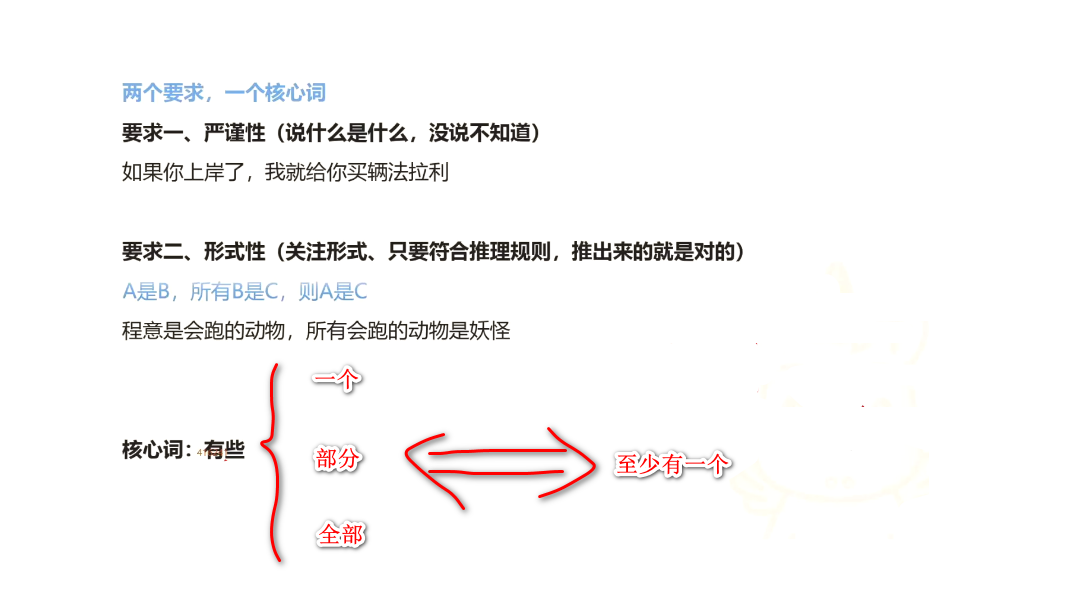 两个要求，一个核心词
要求一、严谨性（说什么是什么，没说不知道）
如果你上岸了，我就给你买辆法拉利
要求二、形式性（关注形式、只要符合推理规则，推出来的就是对的）
A是B，所有B是C，则A是C
程意是会跑的动物，所有会跑的动物是妖怪
一个
核心词：有些
部分
至少有一个
全部